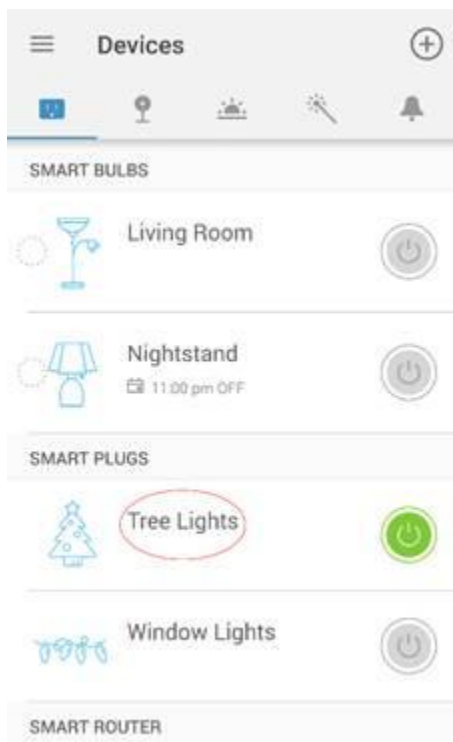 Devices
SMART BULBS
Living Room
Nightstand
11:00 pm OFF
SMART PLUGS
Tree Lights
Window Lights
SMART ROUTER